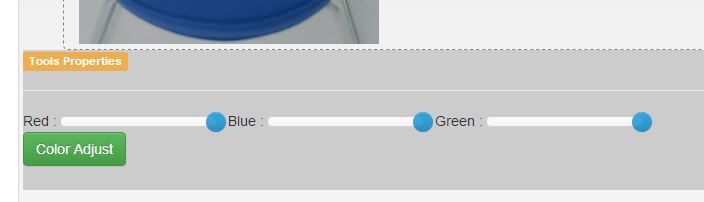 Tools Properties
Red : Blue : Green :
Color Adjust